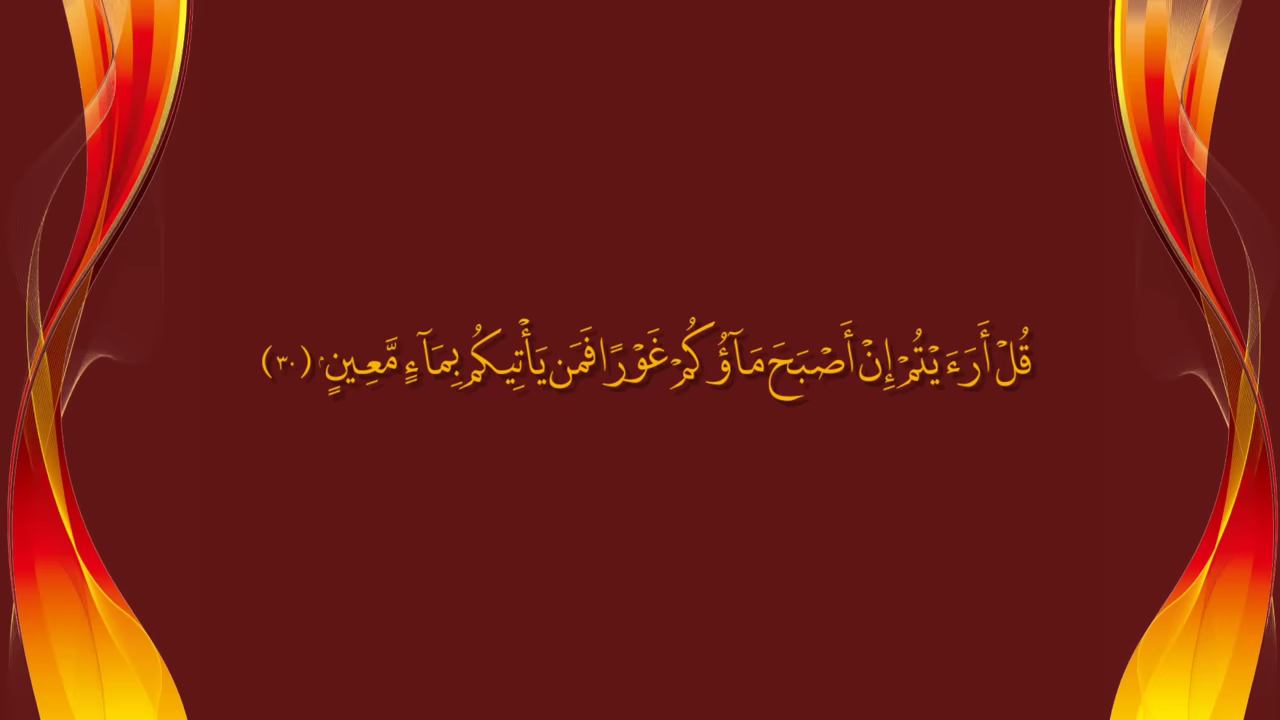 قُلْ أَرَءَيْتُمْ إِنْ أَصْبَحَ مَآؤُكُمْ غَوْرًا فَمَن يَأْتِيكُم بِمَآءٍ مَّعِينٍۭ (٣٠)